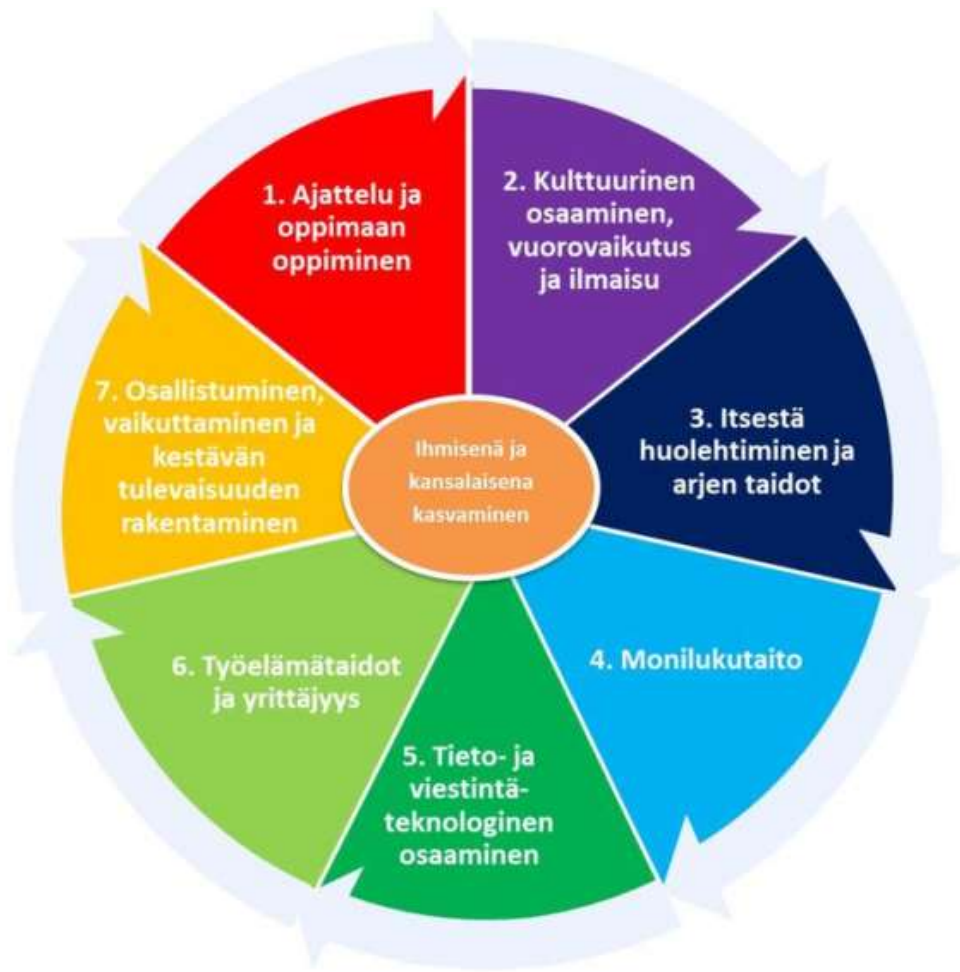 1. Ajattelu ja
oppimaan
oppiminen
2. Kulttuurinen
osaaminen,
vuorovaikutus
ja ilmaisu
3. Itsestä
huolehtiminen ja
arjen taidot
4. Monilukutaito
5. Tieto- ja
viestintä-
teknologinen
osaaminen
6. Työelämätaidot
ja yrittäjyys
7. Osallistuminen,
vaikuttaminen ja
kestävän
tulevaisuuden
rakentaminen
Ihmisenä ja
kansalaisena
kasvaminen